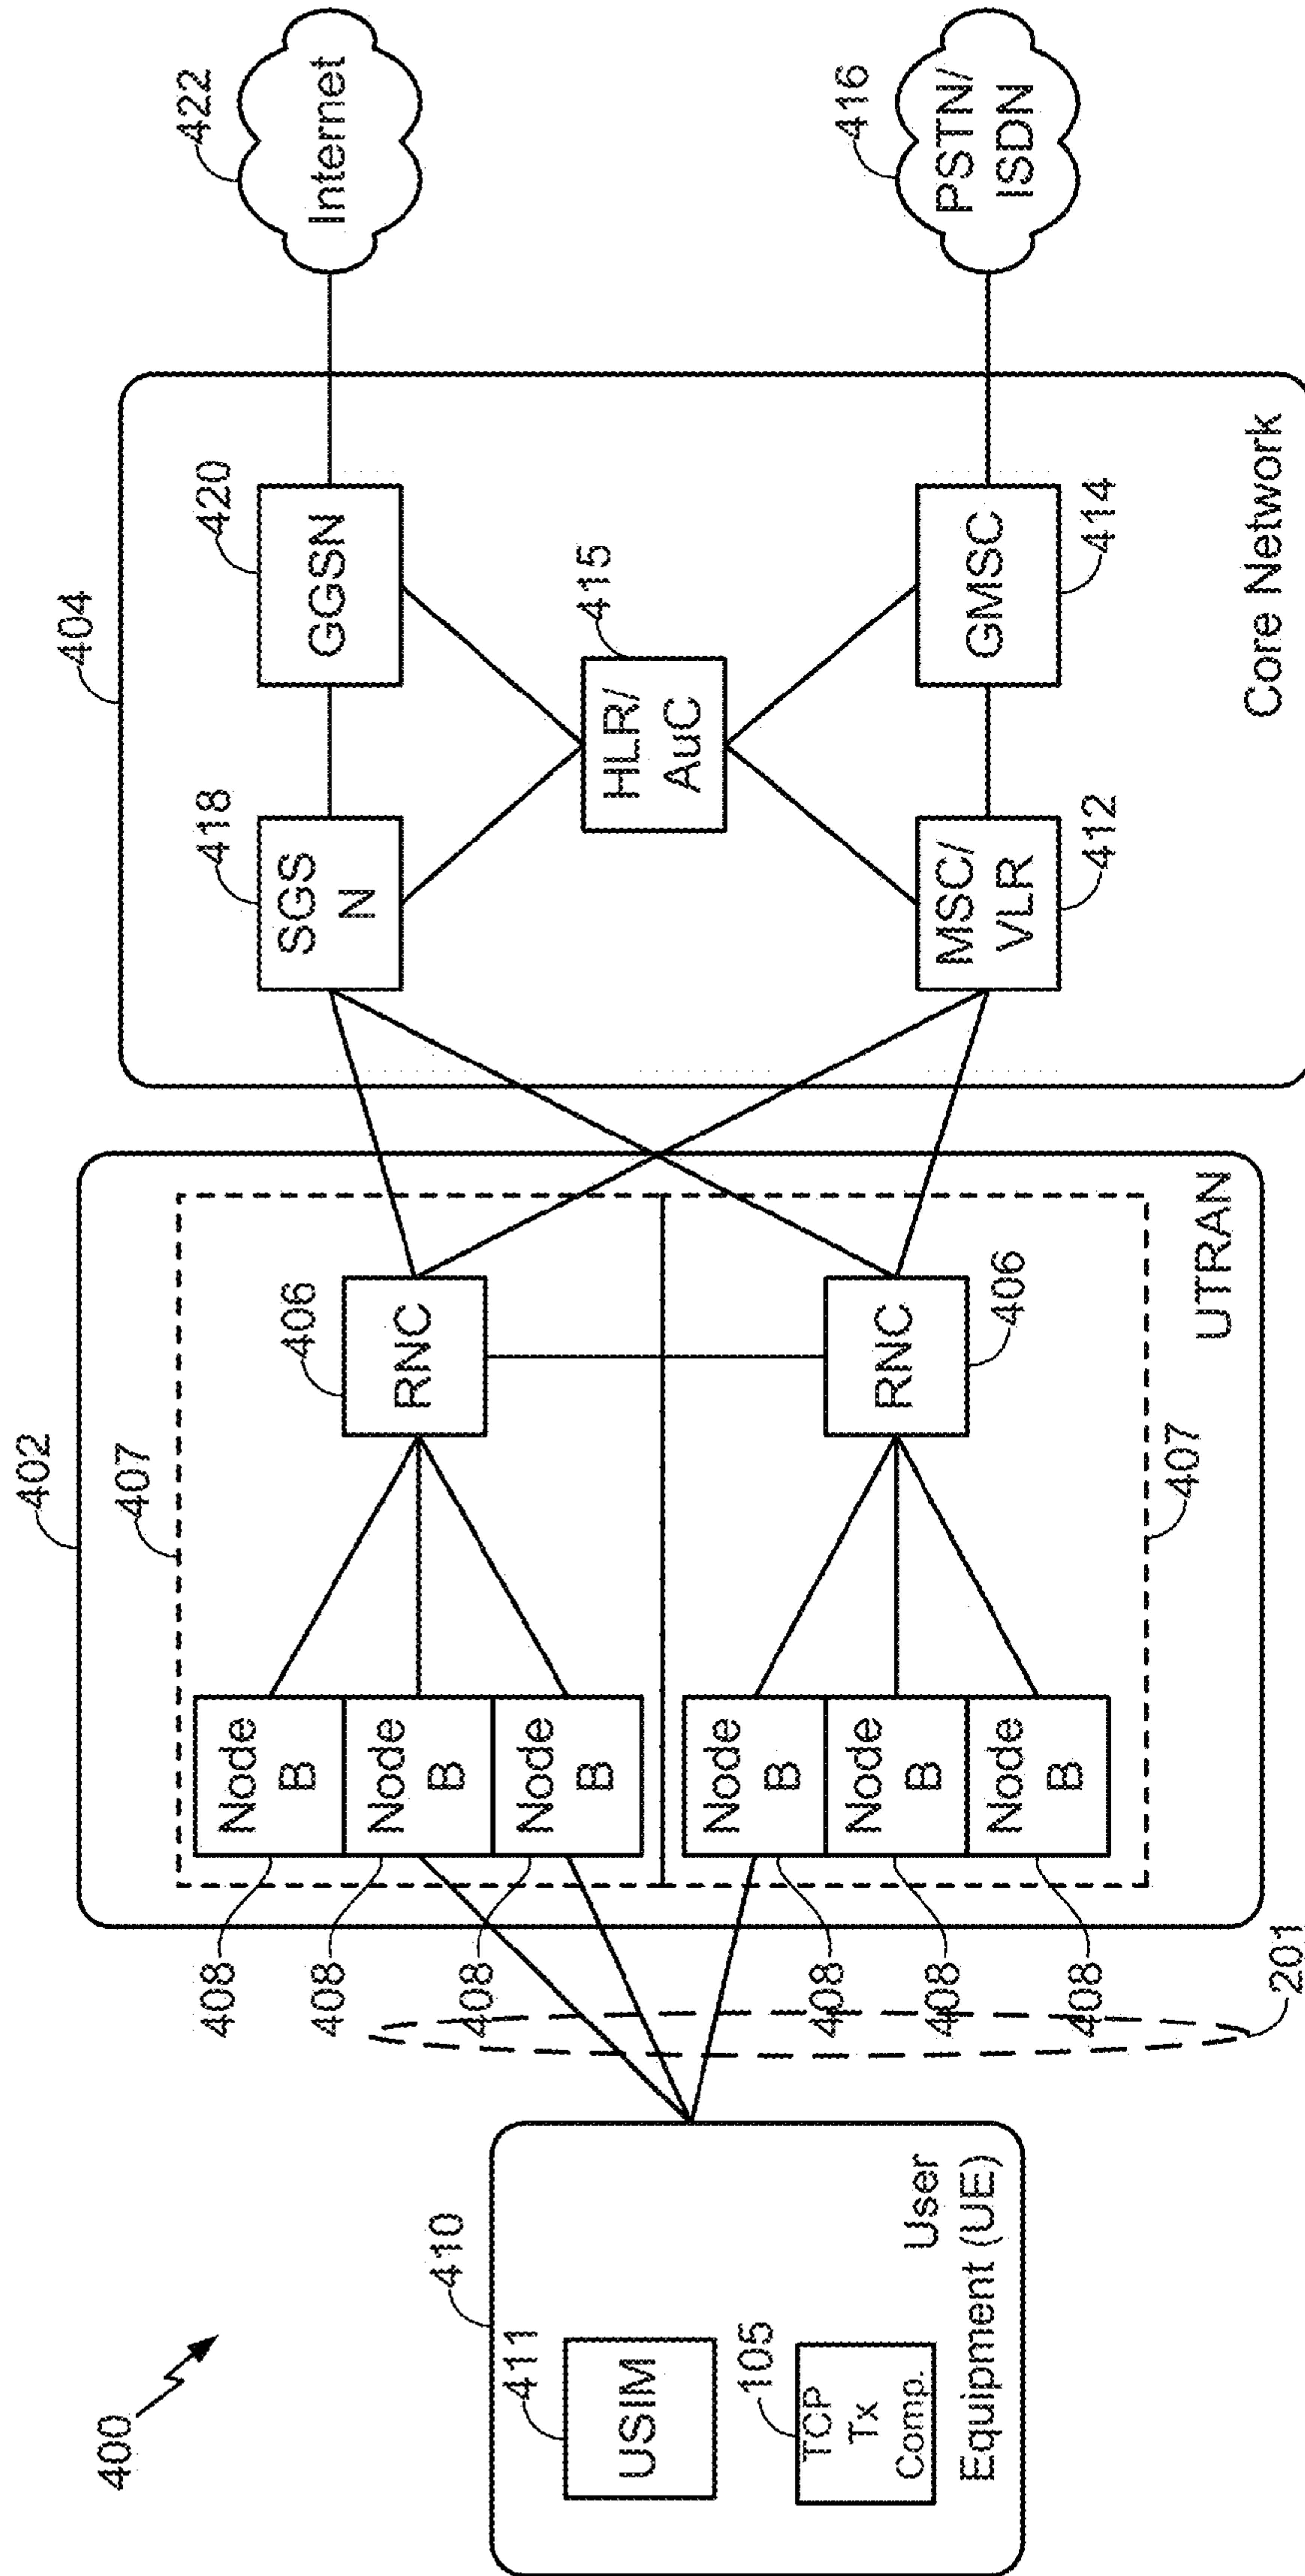 400
410
411
USIM
105
TCP
Tx
Comp.
User
Equipment (UE)
201
402
407
408
Node
B
408
Node
B
408
Node
B
406
RNC
408
Node
B
408
Node
B
408
Node
B
RNC
406
407
UTRAN
404
418
SGS
N
420
GGSN
415
HLR/
AuC
MSC/
VLR
412
GMSC
414
Core Network
422
Internet
416
PSTN/
ISDN